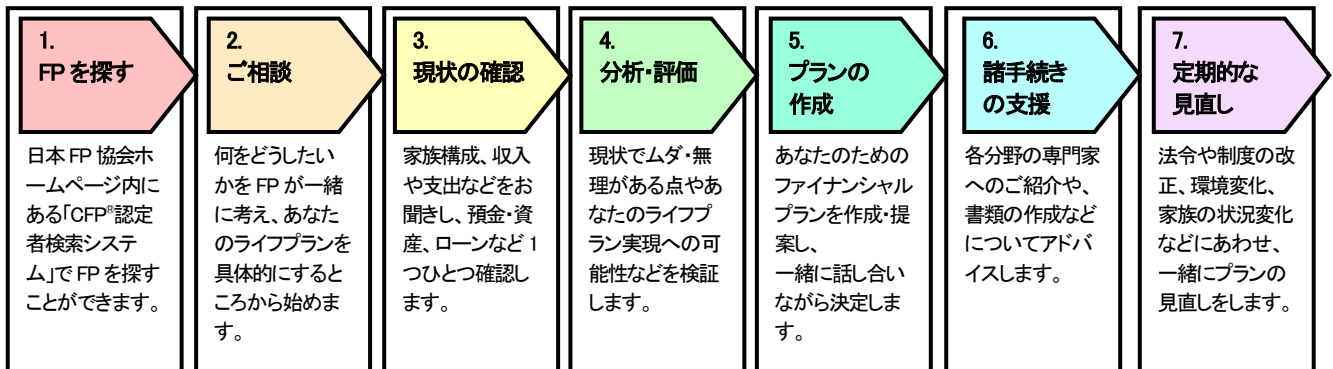 1.
FPを探す
日本FP協会ホ
ームページ内に
ある「CFP®認定
者検索システ
ム」でFPを探す
ことができます。
2.
ご相談
何をどうしたい
かをFPが一緒
に考え、あなた
のライフプランを
具体的にすると
ころから始めま
す。
3.
現状の確認
家族構成、収入
や支出などをお
聞きし、預金・資
産、ローンなど1
つひとつ確認し
ます。
4.
分析・評価
現状でムダ・無
理がある点やあ
なたのライフプ
ラン実現への可
能性などを検証
します。
5.
プランの
作成
あなたのための
ファイナンシャル
プランを作成・提
案し、
一緒に話し合い
ながら決定しま
す。
6.
諸手続き
の支援
各分野の専門家
へのご紹介や、
書類の作成など
についてアドバ
イスします。
7.
定期的な
見直し
法令や制度の改
正、環境変化、
家族の状況変化
などにあわせ、
一緒にプランの
見直しをします。